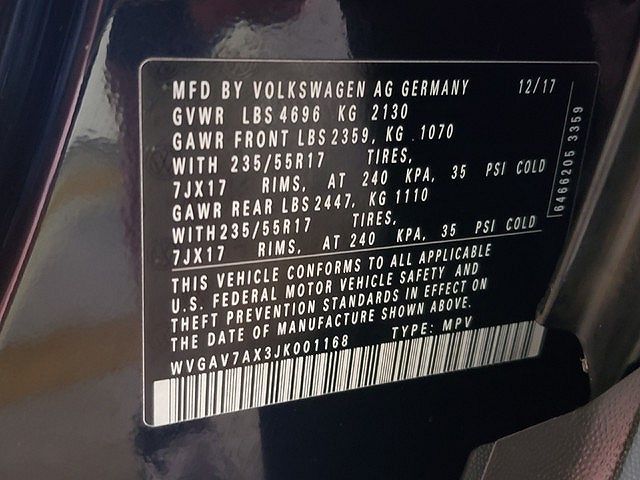 MFD BY VOLKSWAGEN AG GERMANY 12/17
GVWR LBS 4696 KG 2130
GAWR FRONT LBS 2359, KG .1070
WITH 235/55R17 TIRES,
7JX17 RIMS, AT 240 KPA, 35 PSI COLD
GAWR REAR LBS 2447, KG 1110
WITH 235/55R17 TIRES,
7JX17 RIMS, AT 240 KPA, 35 PSI COLD
THIS VEHICLE CONFORMS TO ALL APPLICABLE
U.S. FEDERAL MOTOR VEHICLE SAFETY AND
THEFT PREVENTION STANDARDS IN EFFECT ON
THE DATE OF MANUFACTURE SHOWN ABOVE.
WVGAV7AX3JK001168 TYPE: MPV
6466205 3359